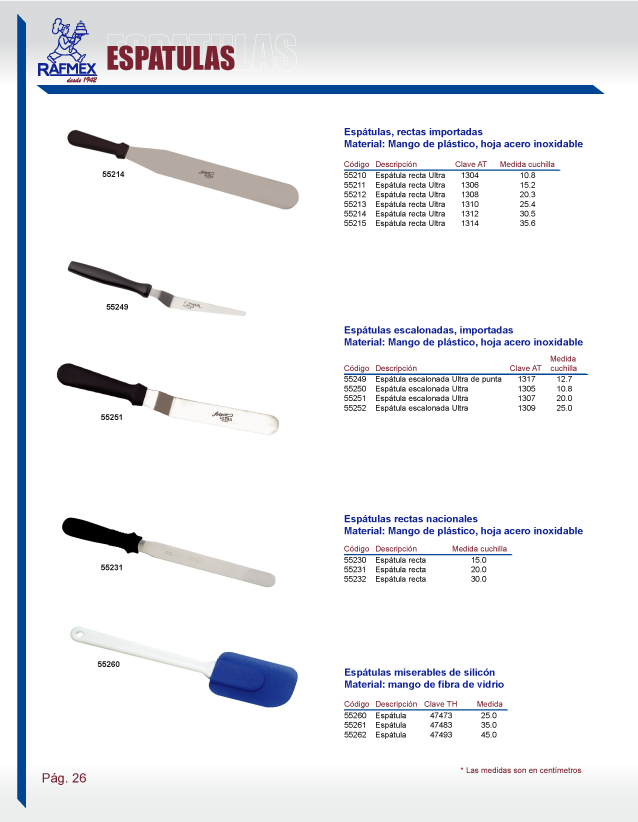 RAFMEX
desde 1942
ESPATULAS
ESPATULAS
55214
Espátulas, rectas importadas
Material: Mango de plástico, hoja acero inoxidable
Código Descripción Clave AT Medida cuchilla
55210 Espátula recta Ultra 1304 10.8
55211 Espátula recta Ultra 1306 15.2
55212 Espátula recta Ultra 1308 20.3
55213 Espátula recta Ultra 1310 25.4
55214 Espátula recta Ultra 1312 30.5
55215 Espátula recta Ultra 1314 35.6
55249
55251
Espátulas escalonadas, importadas
Material: Mango de plástico, hoja acero inoxidable
Código Descripción Clave AT Medida cuchilla
55249 Espátula escalonada Ultra de punta 1317 12.7
55250 Espátula escalonada Ultra 1305 10.8
55251 Espátula escalonada Ultra 1307 20.0
55252 Espátula escalonada Ultra 1309 25.0
55231
Espátulas rectas nacionales
Material: Mango de plástico, hoja acero inoxidable
Código Descripción Medida cuchilla
55230 Espátula recta 15.0
55231 Espátula recta 20.0
55232 Espátula recta 30.0
55260
Espátulas miserables de silicón
Material: mango de fibra de vidrio
Código Descripción Clave TH Medida
55260 Espátula 47473 25.0
55261 Espátula 47483 35.0
55262 Espátula 47493 45.0
* Las medidas son en centímetros
Pág. 26